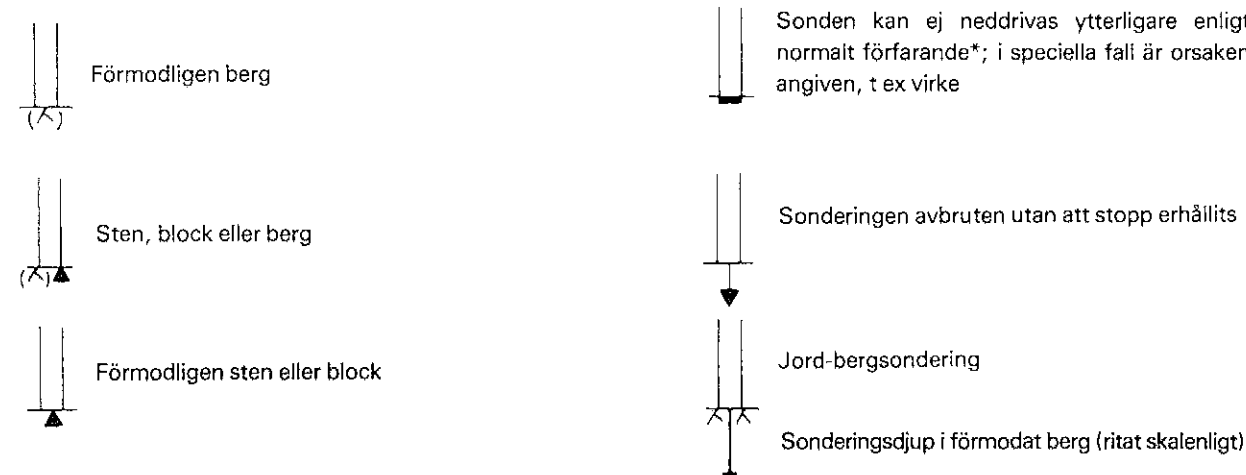 Förmodligen berg
Sten, block eller berg
Förmodligen sten eller block
Sonden kan ej neddrivas ytterligare enligt
normalt förfarande*; i speciella fall är orsaken
angiven, t ex virke
Sonderingen avbruten utan att stopp erhållits
Jord-bergsondering
Sonderingsdjup i förmodat berg (ritat skalenligt)